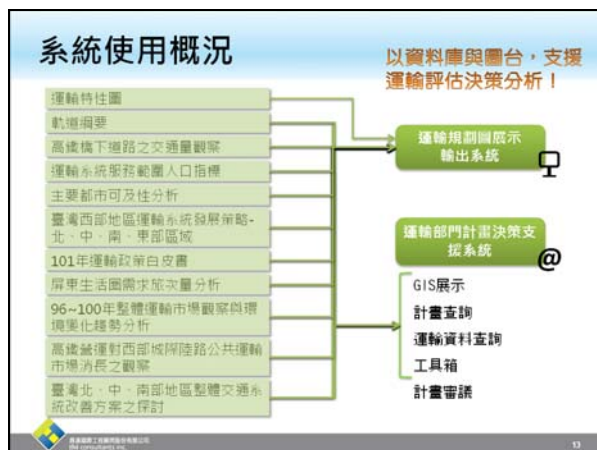 系統使用概況
以資料庫與圖台，支援
運輸評估決策分析！
運輸特性圖
軌道綱要
高鐵橋下道路之交通量觀察
運輸系統服務範圍人口指標
主要都市可及性分析
臺灣西部地區運輸系統發展策略-
北、中、南、東部區域
101年運輸政策白皮書
屏東生活圈需求旅次量分析
96~100年整體運輸市場觀察與環
境變化趨勢分析
高鐵營運對西部城際陸路公共運輸
市場消長之觀察
臺灣北、中、南部地區整體交通系
統改善方案之探討
運輸規劃圖展示
輸出系統
運輸部門計畫決策支
援系統
@
GIS展示
計畫查詢
運輸資料查詢
工具箱
計畫審議
consultants inc.
13